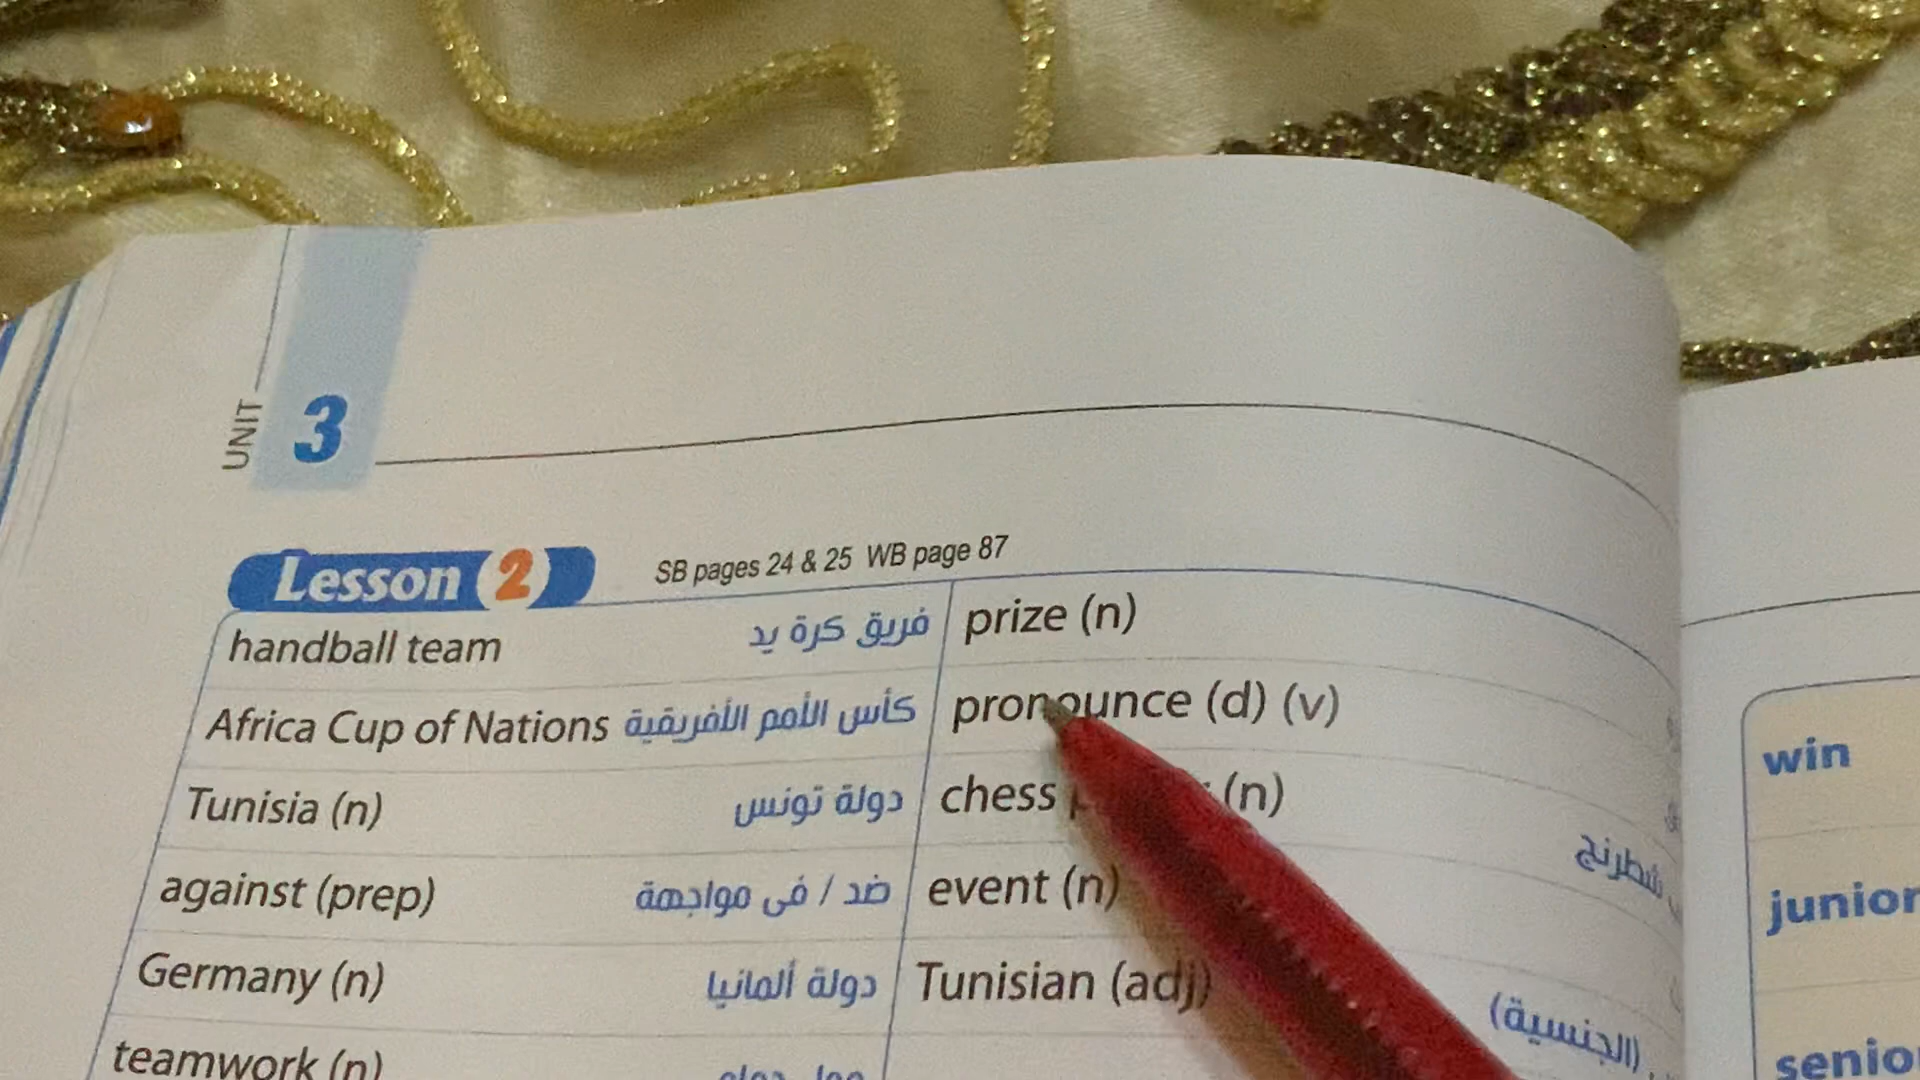 UNIT 3
Lesson (2) SB pages 24 & 25 WB page 87
handball team فريق كرة يد
Africa Cup of Nations كأس الأمم الأفريقية
Tunisia (n) دولة تونس
against (prep) ضد / فى مواجهة
Germany (n) دولة ألمانيا
teamwork (n)
prize (n)
pronounce (d) (v)
chess (n) شطرنج
event (n)
Tunisian (adj) (الجنسية)
win
junior
senio